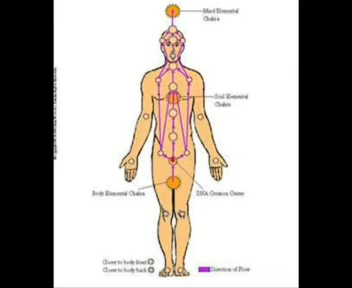 Mind Elemental
Chakra
Soul Elemental
Chakra
Body Elemental Chakra
DNA Creation Center
Closer to body front
Closer to body back
Direction of Flow